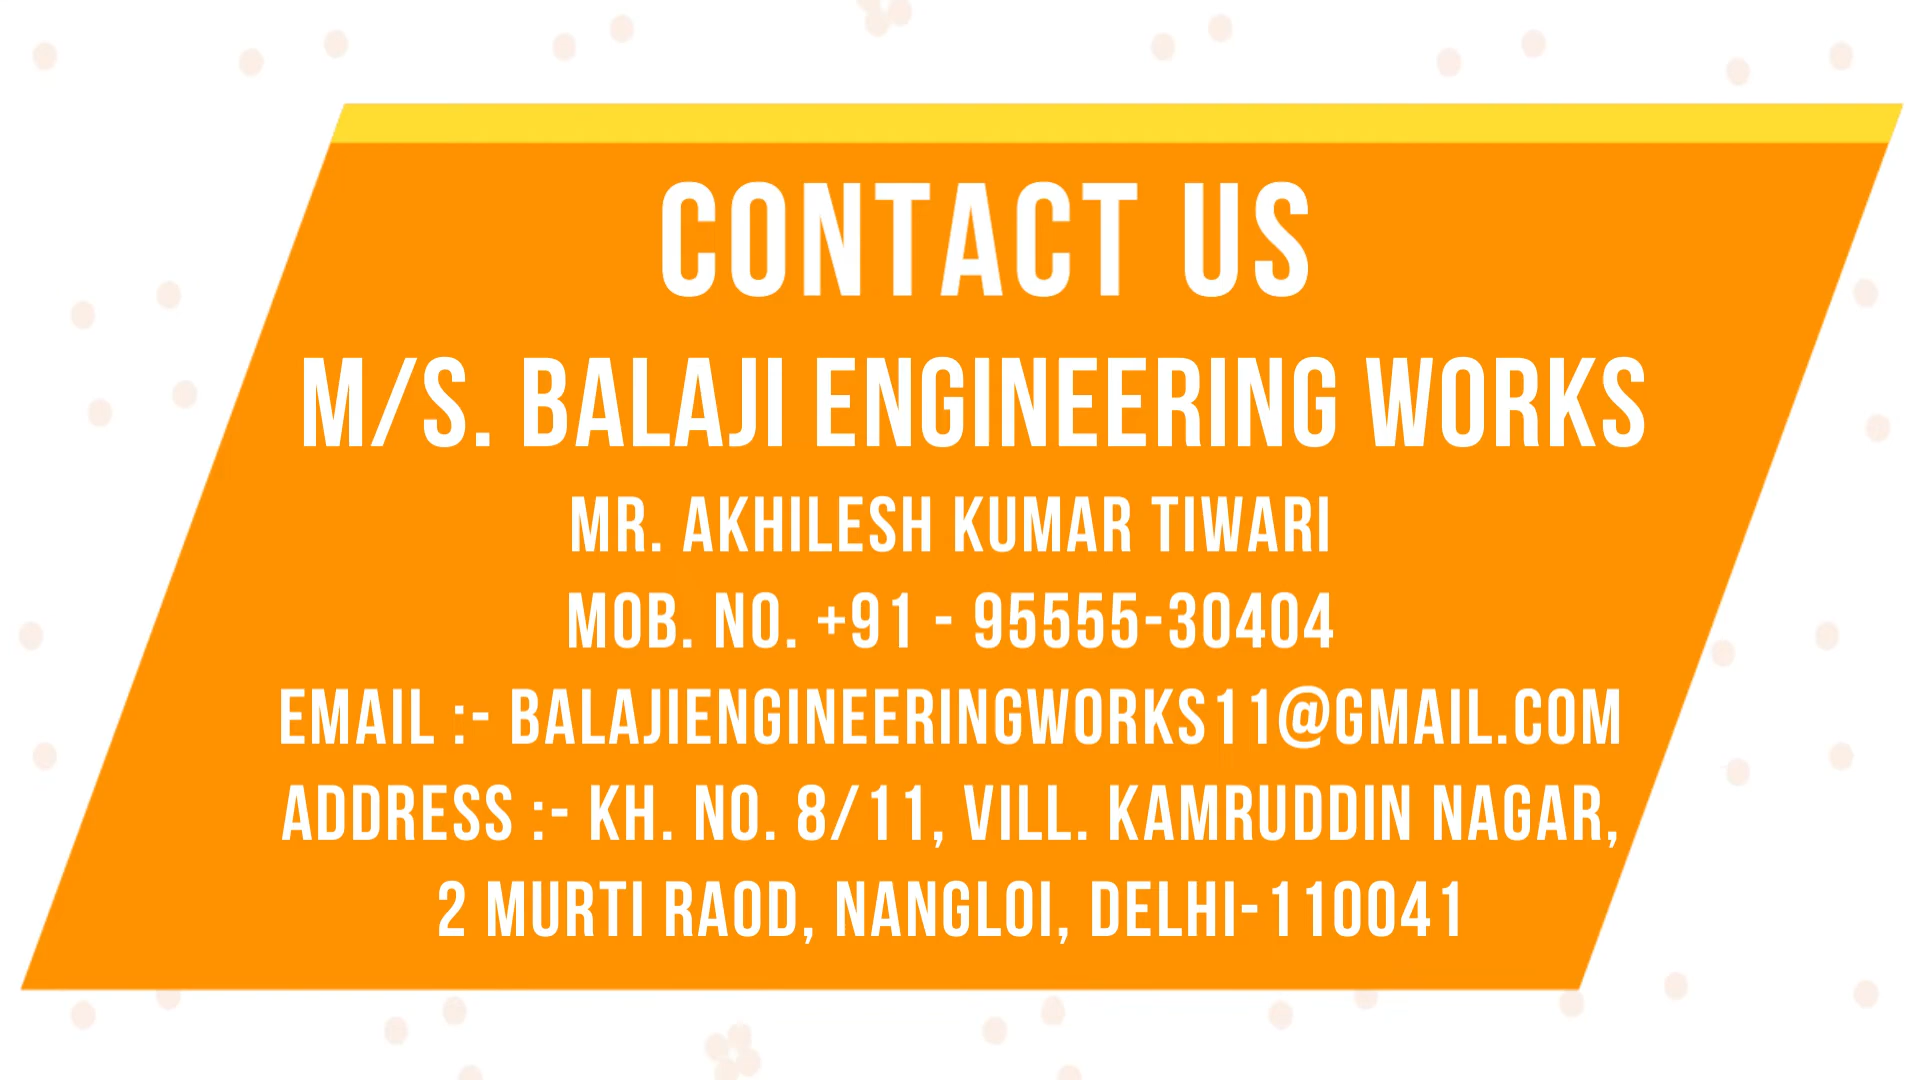 CONTACT US
M/S. BALAJI ENGINEERING WORKS
MR. AKHILESH KUMAR TIWARI
MOB. NO. +91 - 95555-30404
EMAIL :- BALAJIENGINEERINGWORKS11@GMAIL.COM
ADDRESS :- KH. NO. 8/11, VILL. KAMRUDDIN NAGAR,
2 MURTI RAOD, NANGLOI, DELHI-110041